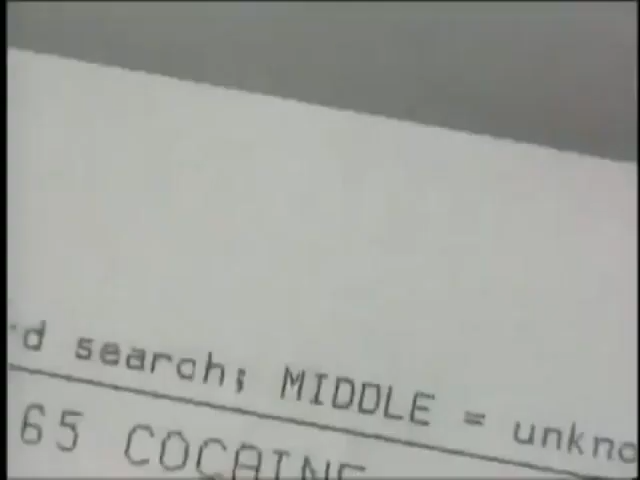 d search; MIDDLE = unkno
65 COCAINE